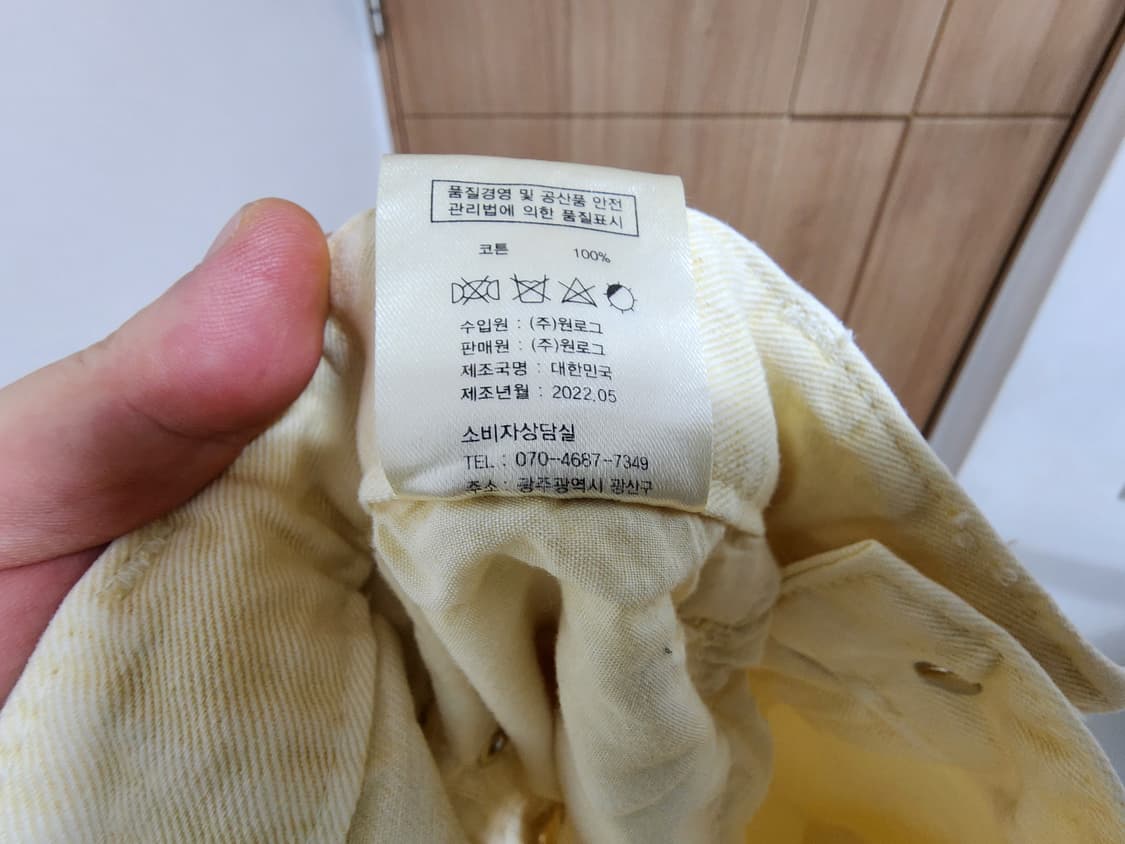 품질경영 및 공산품 안전
관리법에 의한 품질표시
코튼 100%
수입원 : (주)원로그
판매원 : (주)원로그
제조국명 : 대한민국
제조년월 : 2022.05
소비자상담실
TEL : 070-4687-7349
주소 : 광주광역시 광산구